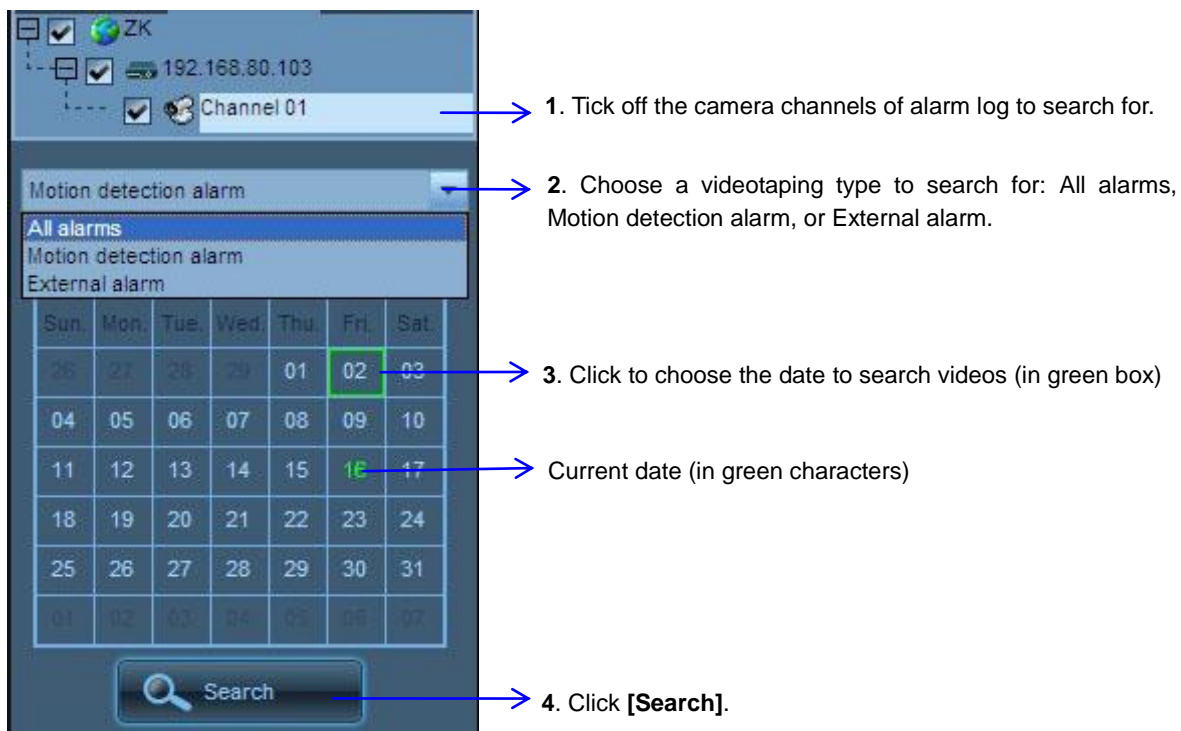 ZK
192.168.80.103
Channel 01
1. Tick off the camera channels of alarm log to search for.
Motion detection alarm
2. Choose a videotaping type to search for: All alarms,
Motion detection alarm, or External alarm.
All alarms
Motion detection alarm
External alarm
Sun. Mon. Tue. Wed. Thu. Fri. Sat.
26 27 28 29 01 02 03
3. Click to choose the date to search videos (in green box)
04 05 06 07 08 09 10
11 12 13 14 15 16 17
Current date (in green characters)
18 19 20 21 22 23 24
25 26 27 28 29 30 31
01 02 03 04 05 06 07
Search
4. Click [Search].